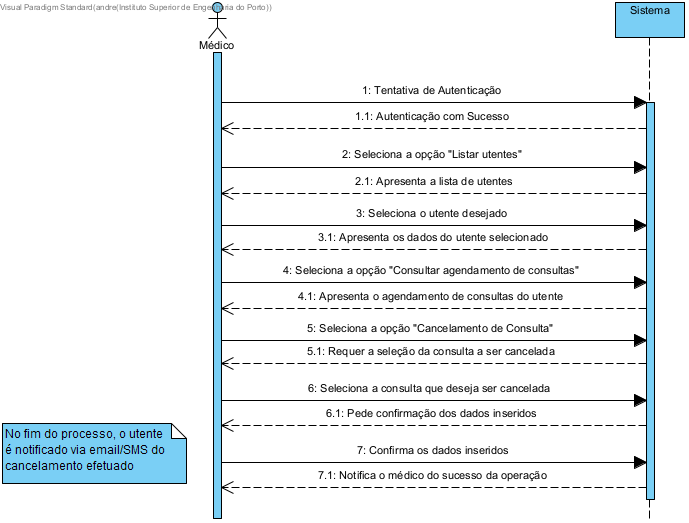 Visual Paradigm Standard(andre(Instituto Superior de Engenharia do Porto))
Sistema
Médico
1: Tentativa de Autenticação
1.1: Autenticação com Sucesso
2: Seleciona a opção "Listar utentes"
2.1: Apresenta a lista de utentes
3: Seleciona o utente desejado
3.1: Apresenta os dados do utente selecionado
4: Seleciona a opção "Consultar agendamento de consultas"
4.1: Apresenta o agendamento de consultas do utente
5: Seleciona a opção "Cancelamento de Consulta"
5.1: Requer a seleção da consulta a ser cancelada
6: Seleciona a consulta que deseja ser cancelada
6.1: Pede confirmação dos dados inseridos
No fim do processo, o utente
é notificado via email/SMS do
cancelamento efetuado
7: Confirma os dados inseridos
7.1: Notifica o médico do sucesso da operação